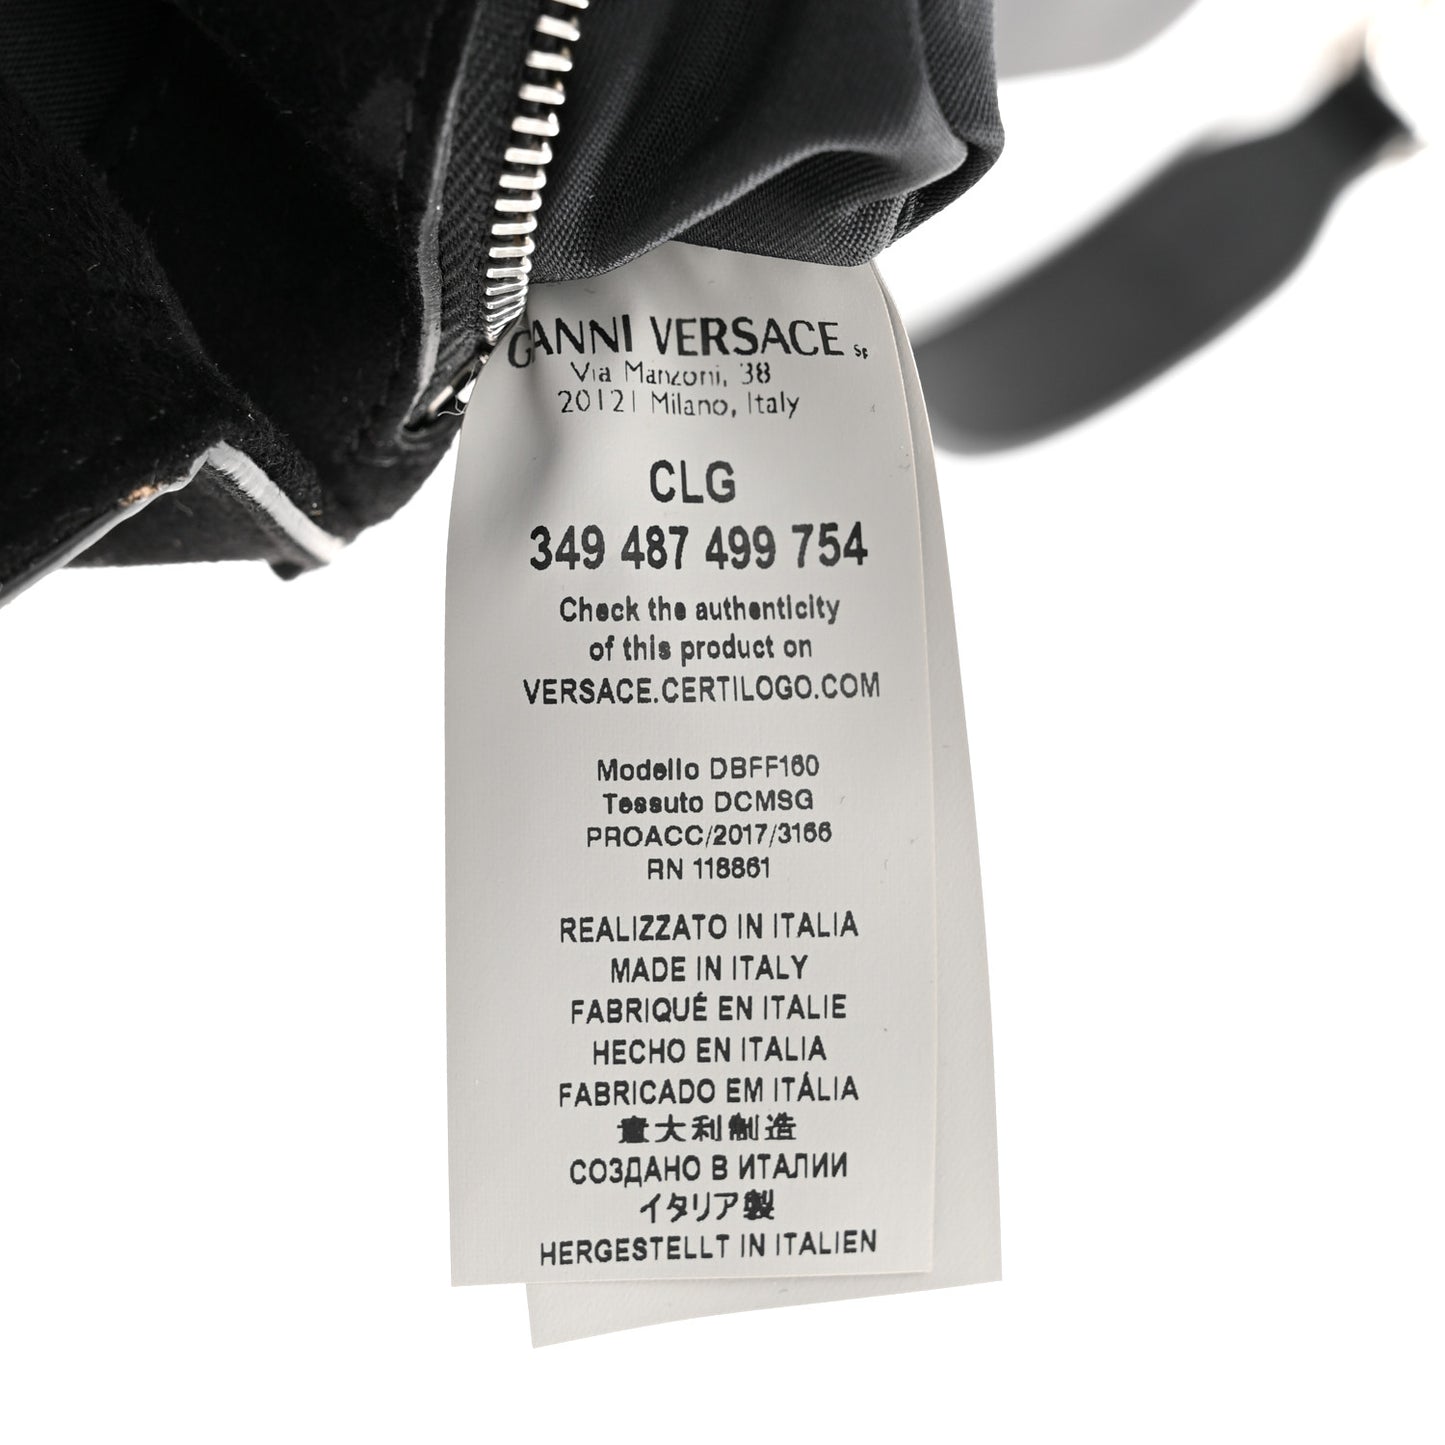 GIANNI VERSACE Sp
Via Manzoni, 38
20121 Milano, Italy
CLG
349 487 499 754
Check the authenticity
of this product on
VERSACE.CERTILOGO.COM
Modello DBFF160
Tessuto DCMSG
PROACC/2017/3166
RN 118861
REALIZZATO IN ITALIA
MADE IN ITALY
FABRIQUÉ EN ITALIE
HECHO EN ITALIA
FABRICADO EM ITÁLIA
意大利制造
СОЗДАНО В ИТАЛИИ
イタリア製
HERGESTELLT IN ITALIEN